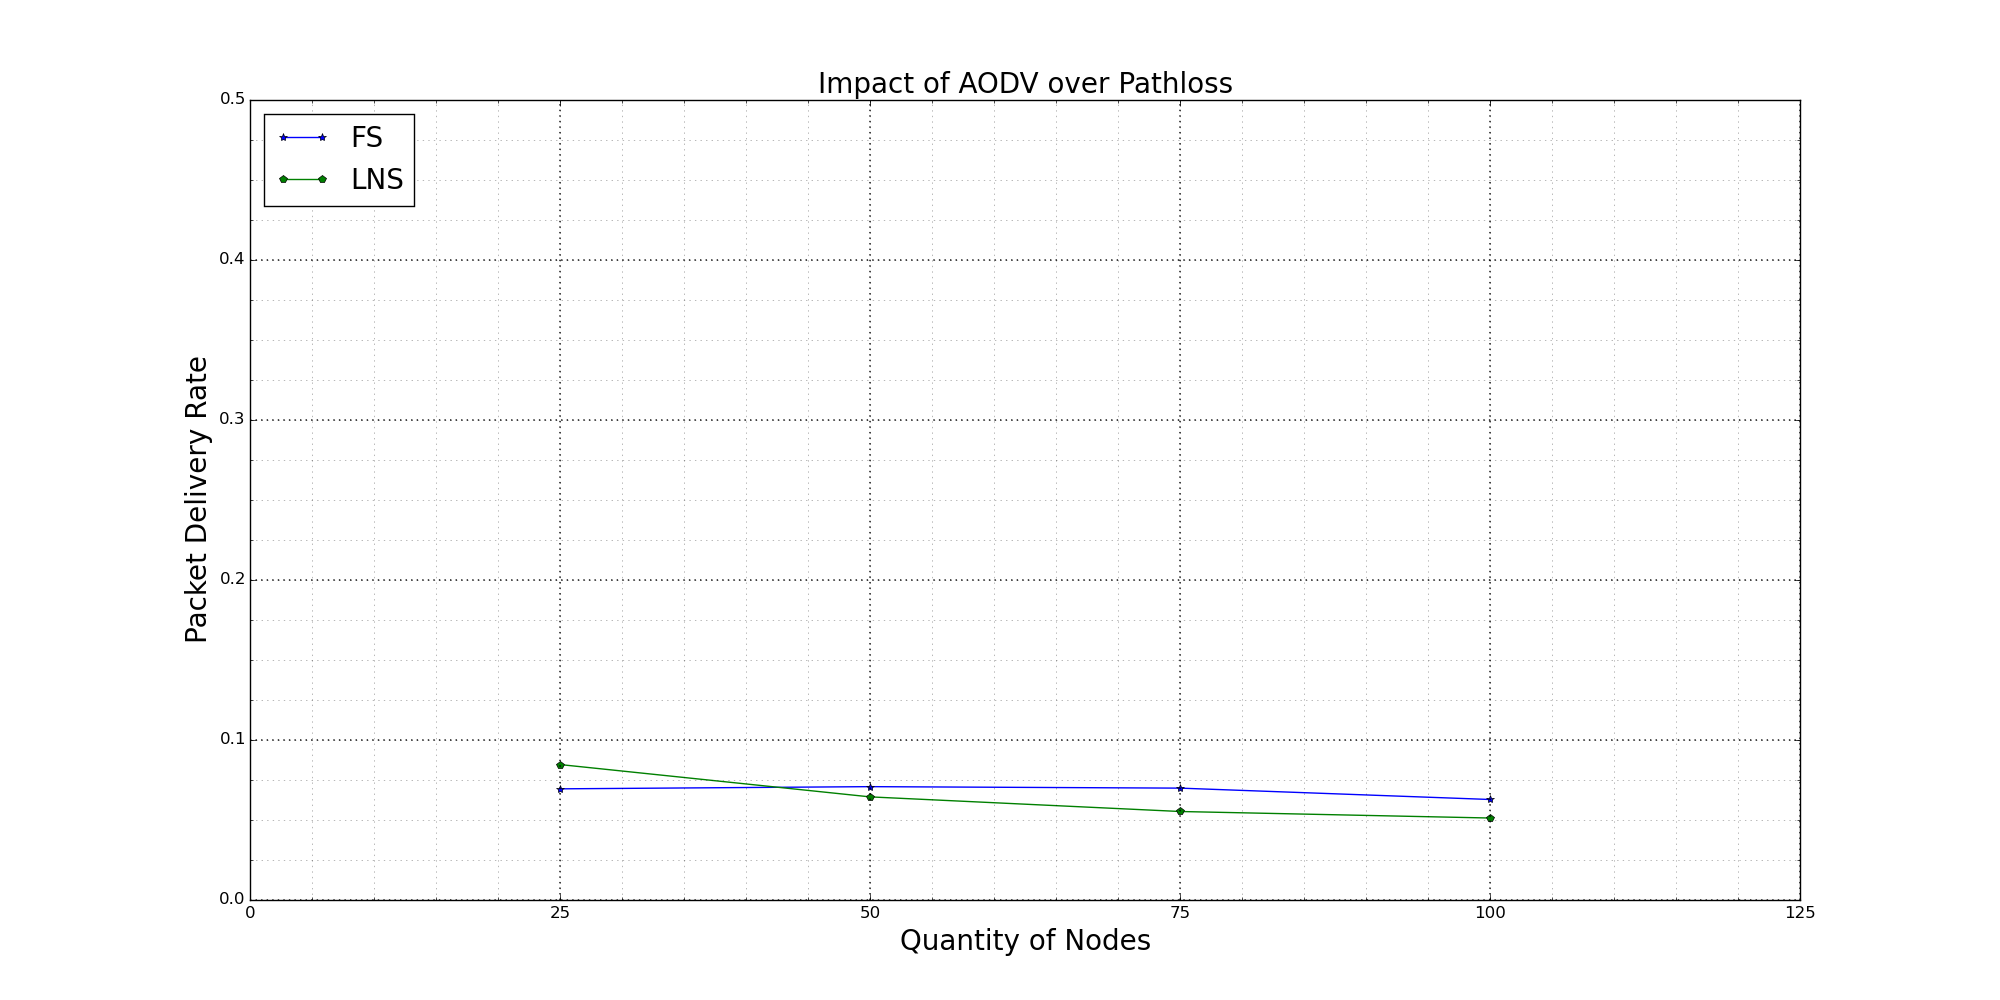 Impact of AODV over Pathloss
FS
LNS
Packet Delivery Rate
0.5
0.4
0.3
0.2
0.1
0.0
0 25 50 75 100 125
Quantity of Nodes